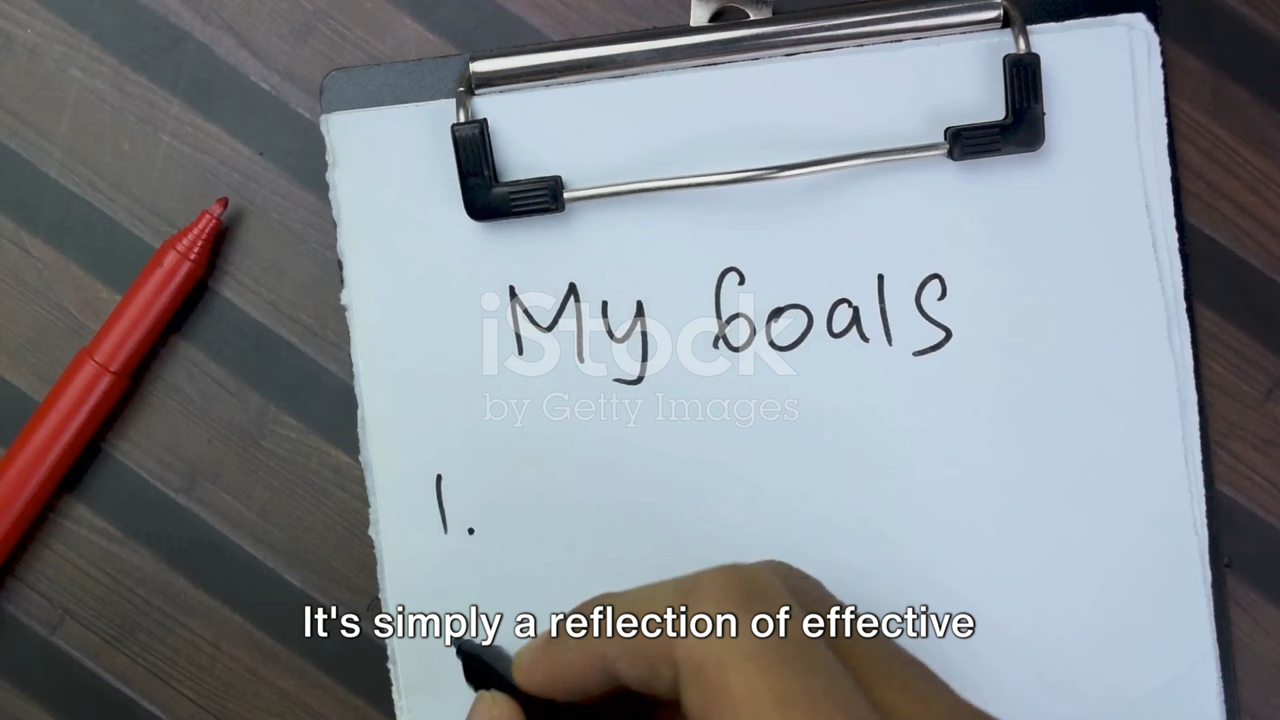 My Goals
iStock
by Getty Images
1.
It's simply a reflection of effective